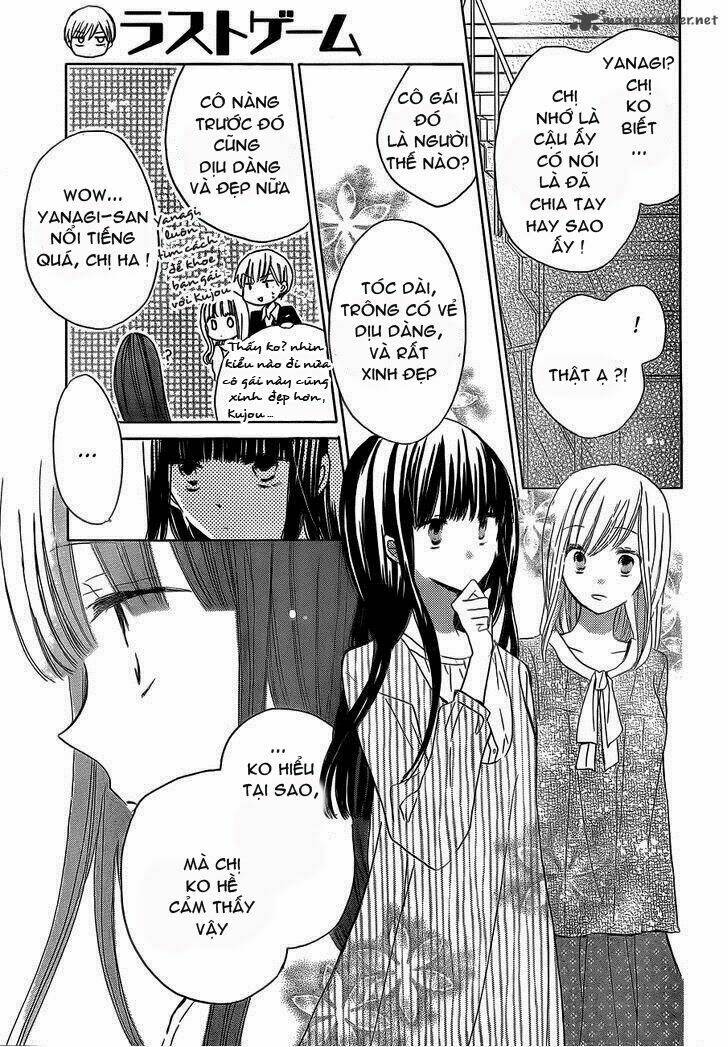 ラストゲーム
mangareader.net
YANAGI?
CHỊ
KO
BIẾT
...
CHỊ
NHỚ LÀ
CẬU ẤY
CÓ NÓI
LÀ ĐÃ
CHIA TAY
HAY SAO
ẤY !
!
THẬT Ạ ?!
CÔ GÁI
ĐÓ
LÀ NGƯỜI
THẾ NÀO?
TÓC DÀI,
TRÔNG CÓ VẺ
DỊU DÀNG,
VÀ RẤT
XINH ĐẸP
CÔ NÀNG
TRƯỚC ĐÓ
CŨNG
DỊU DÀNG
VÀ ĐẸP NỮA
WOW...
YANAGI-SAN
NỔI TIẾNG
QUÁ, CHỊ HA !
Yanagi
luôn
tìm cách
để khoe
bạn gái
với Kujou
Thấy ko? nhìn
kiểu nào đi nữa
cô gái này cũng
xinh đẹp hơn,
Kujou...
?
...
...
KO HIỂU
TẠI SAO,
MÀ CHỊ
KO HỀ
CẢM THẤY
VẬY